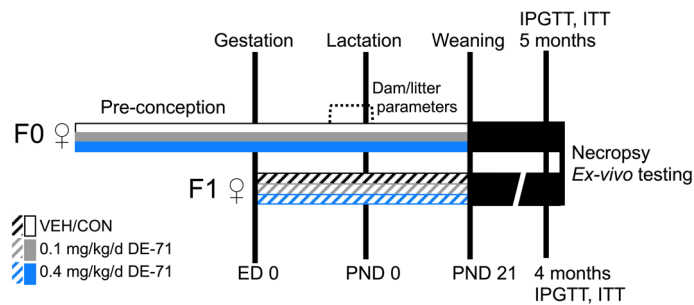 IPGTT, ITT
5 months
Gestation
Lactation
Weaning
Dam/litter
parameters
Pre-conception
F0 ♀
F1 ♀
Necropsy
Ex-vivo testing
VEH/CON
0.1 mg/kg/d DE-71
0.4 mg/kg/d DE-71
ED 0
PND 0
PND 21
4 months
IPGTT, ITT